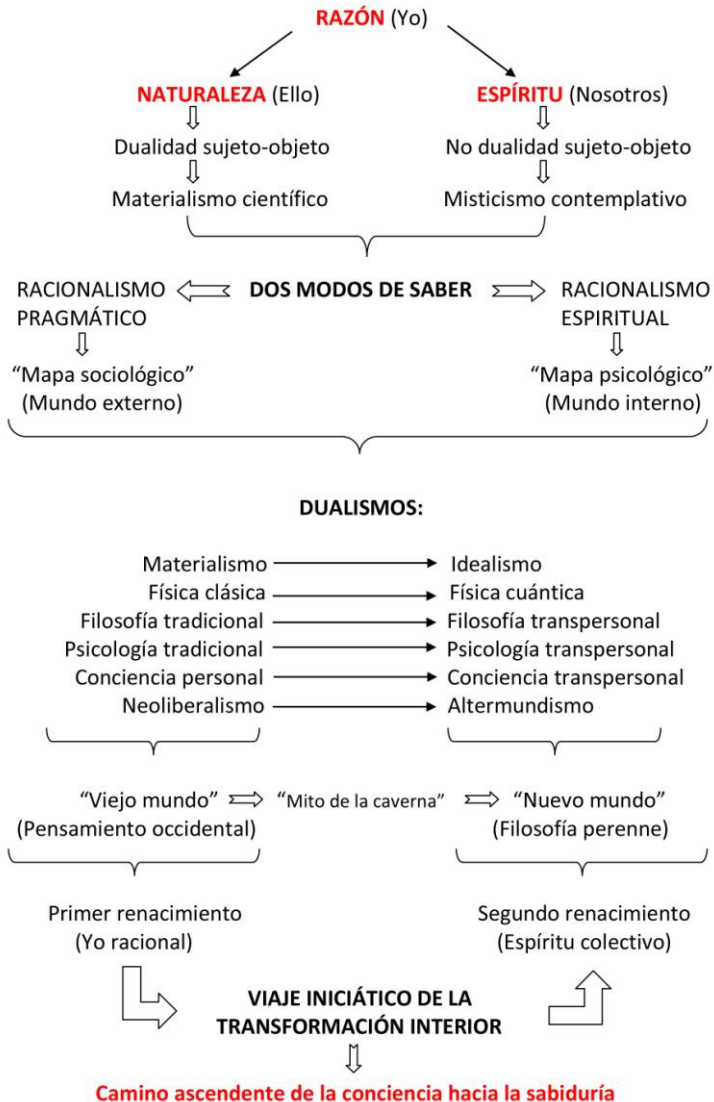 RAZÓN (Yo)
NATURALEZA (Ello)
ESPÍRITU (Nosotros)
Dualidad sujeto-objeto
No dualidad sujeto-objeto
Materialismo científico
Misticismo contemplativo
RACIONALISMO
PRAGMÁTICO
DOS MODOS DE SABER
RACIONALISMO
ESPIRITUAL
“Mapa sociológico”
(Mundo externo)
“Mapa psicológico”
(Mundo interno)
DUALISMOS:
Materialismo
Idealismo
Física clásica
Física cuántica
Filosofía tradicional
Filosofía transpersonal
Psicología tradicional
Psicología transpersonal
Conciencia personal
Conciencia transpersonal
Neoliberalismo
Altermundismo
“Viejo mundo”
(Pensamiento occidental)
“Mito de la caverna”
“Nuevo mundo”
(Filosofía perenne)
Primer renacimiento
(Yo racional)
Segundo renacimiento
(Espíritu colectivo)
VIAJE INICIÁTICO DE LA
TRANSFORMACIÓN INTERIOR
Camino ascendente de la conciencia hacia la sabiduría